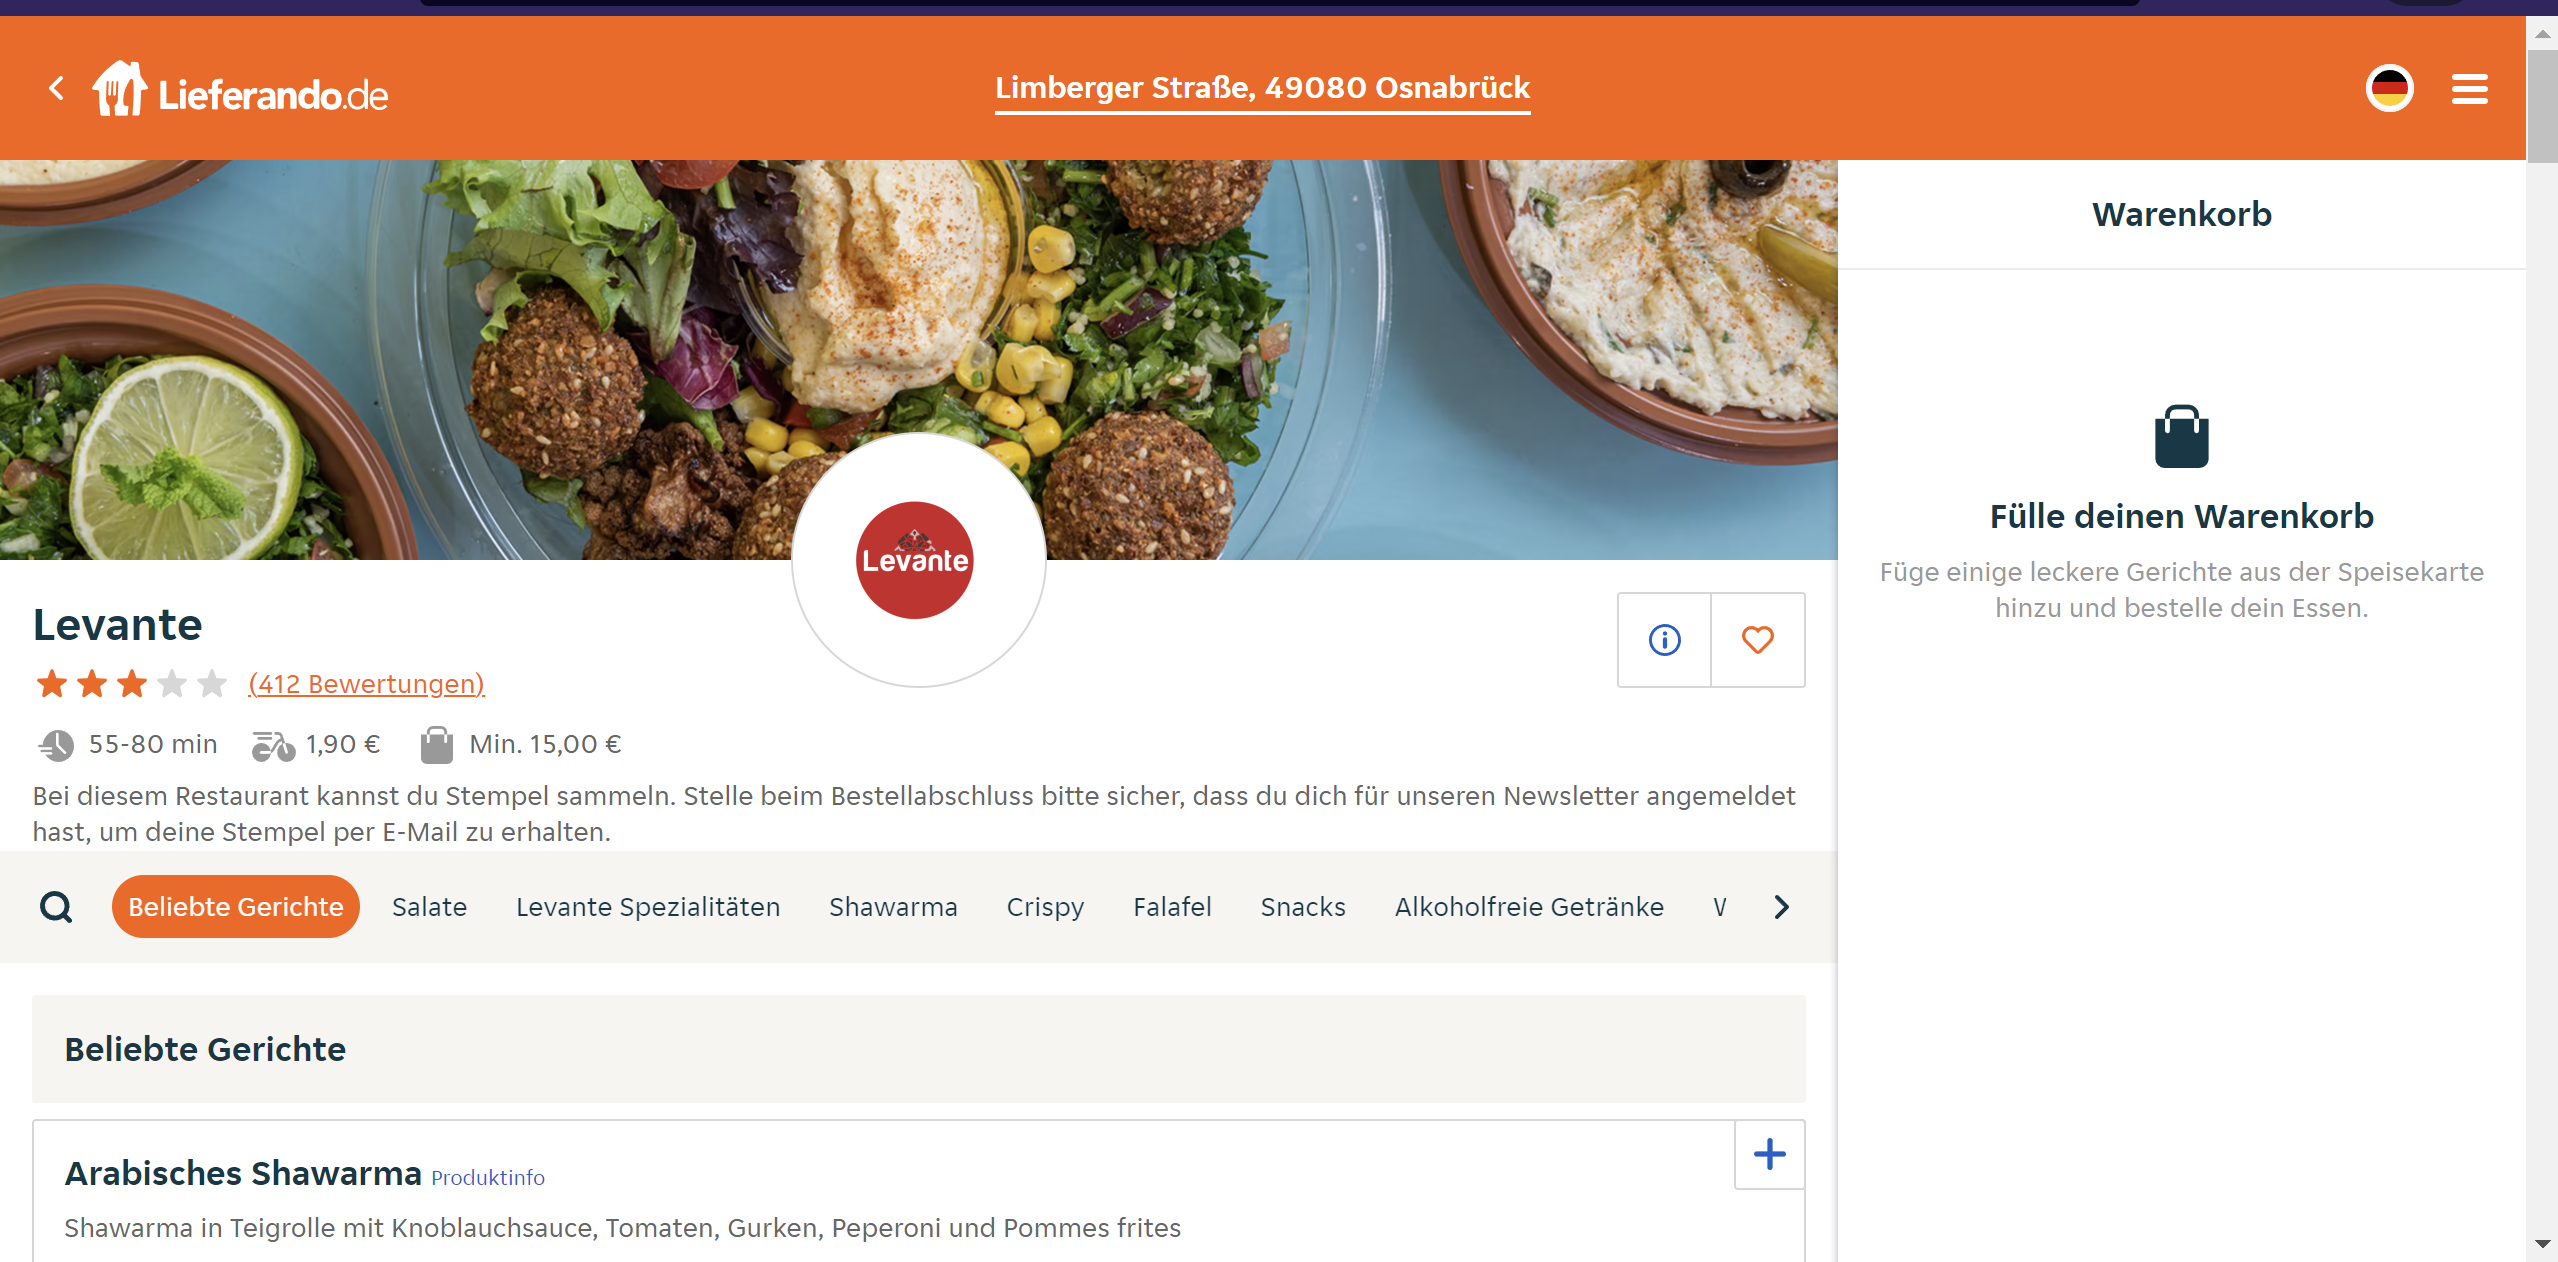 Lieferando.de
Limberger Straße, 49080 Osnabrück
Warenkorb
Fülle deinen Warenkorb
Füge einige leckere Gerichte aus der Speisekarte
hinzu und bestelle dein Essen.
Levante
Levante
(412 Bewertungen)
55-80 min 1,90 € Min. 15,00 €
Bei diesem Restaurant kannst du Stempel sammeln. Stelle beim Bestellabschluss bitte sicher, dass du dich für unseren Newsletter angemeldet
hast, um deine Stempel per E-Mail zu erhalten.
Beliebte Gerichte Salate Levante Spezialitäten Shawarma Crispy Falafel Snacks Alkoholfreie Getränke
Beliebte Gerichte
Arabisches Shawarma Produktinfo
Shawarma in Teigrolle mit Knoblauchsauce, Tomaten, Gurken, Peperoni und Pommes frites